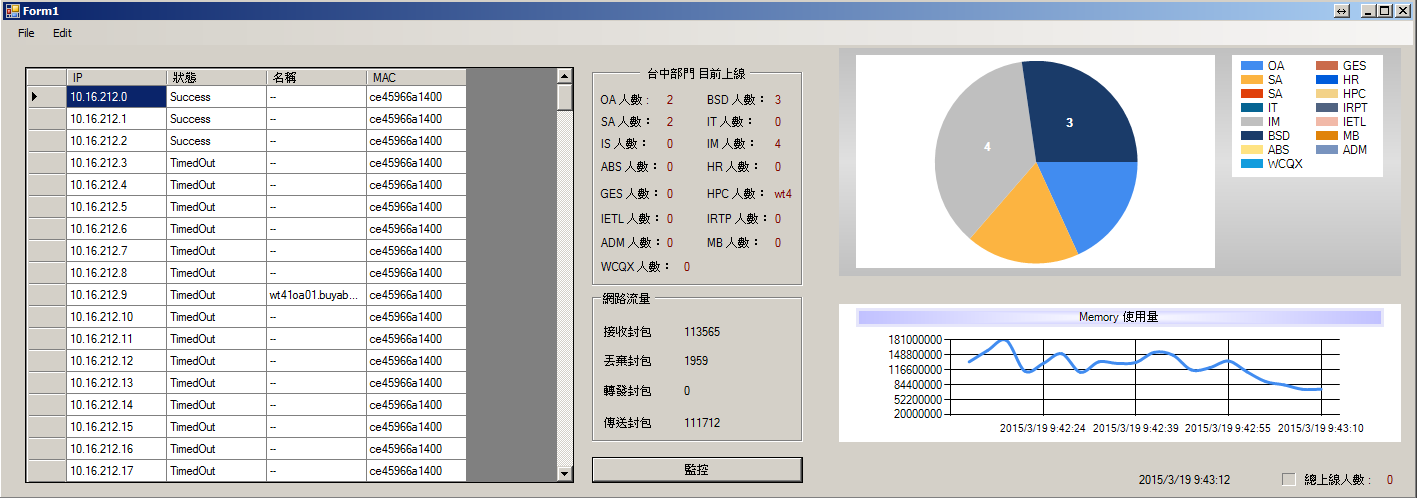 Form1
File Edit
IP 狀態 名稱 MAC
10.16.212.0 Success -- ce45966a1400
10.16.212.1 Success -- ce45966a1400
10.16.212.2 Success -- ce45966a1400
10.16.212.3 TimedOut -- ce45966a1400
10.16.212.4 TimedOut -- ce45966a1400
10.16.212.5 TimedOut -- ce45966a1400
10.16.212.6 TimedOut -- ce45966a1400
10.16.212.7 TimedOut -- ce45966a1400
10.16.212.8 TimedOut -- ce45966a1400
10.16.212.9 TimedOut wt41oa01.buyab... ce45966a1400
10.16.212.10 TimedOut -- ce45966a1400
10.16.212.11 TimedOut -- ce45966a1400
10.16.212.12 TimedOut -- ce45966a1400
10.16.212.13 TimedOut -- ce45966a1400
10.16.212.14 TimedOut -- ce45966a1400
10.16.212.15 TimedOut -- ce45966a1400
10.16.212.16 TimedOut -- ce45966a1400
10.16.212.17 TimedOut -- ce45966a1400
台中部門 目前上線
OA 人數： 2 BSD 人數： 3
SA 人數： 2 IT 人數： 0
IS 人數： 0 IM 人數： 4
ABS 人數： 0 HR 人數： 0
GES 人數： 0 HPC 人數： wt4
IETL 人數： 0 IRTP 人數： 0
ADM 人數： 0 MB 人數： 0
WCQX 人數： 0
網路流量
接收封包 113565
丟棄封包 1959
轉發封包 0
傳送封包 111712
監控
3
4
OA GES
SA HR
SA HPC
IT IRPT
IM IETL
BSD MB
ABS ADM
WCQX
Memory 使用量
181000000
148800000
116600000
84400000
52200000
20000000
2015/3/19 9:42:24 2015/3/19 9:42:39 2015/3/19 9:42:55 2015/3/19 9:43:10
2015/3/19 9:43:12 總上線人數： 0